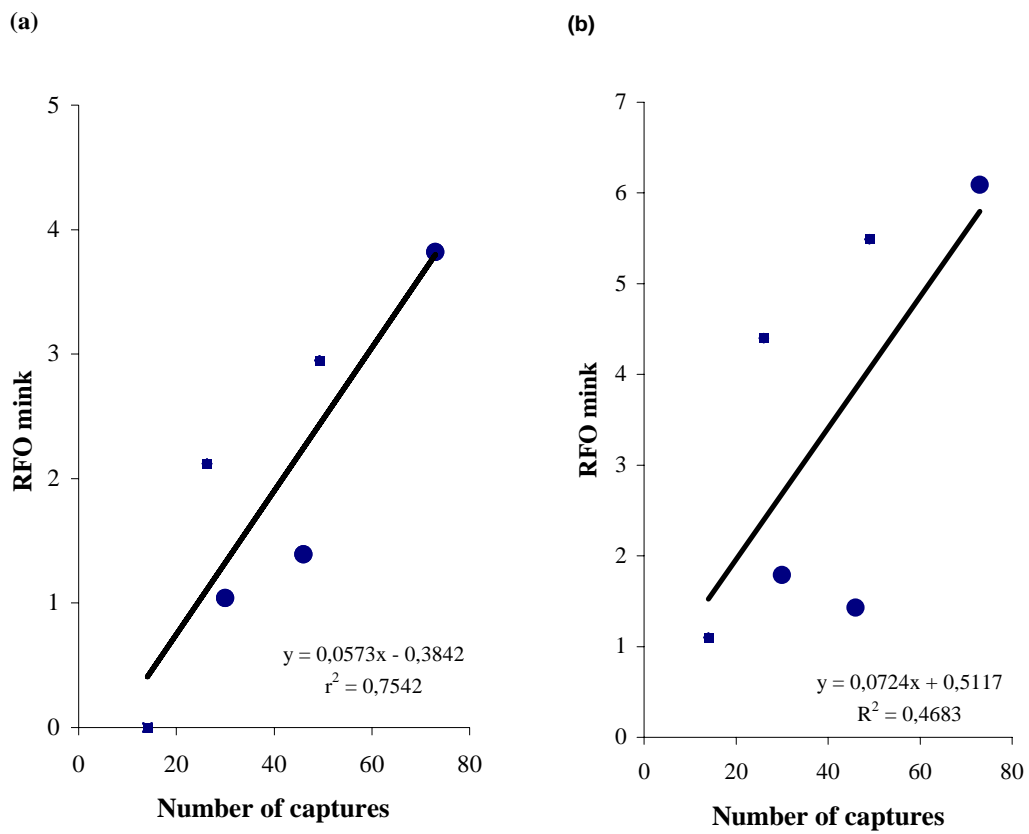 (a)
5
4
3
2
1
0
RFO mink
y = 0,0573x - 0,3842
r² = 0,7542
0 20 40 60 80
Number of captures
(b)
7
6
5
4
3
2
1
0
RFO mink
y = 0,0724x + 0,5117
R² = 0,4683
0 20 40 60 80
Number of captures